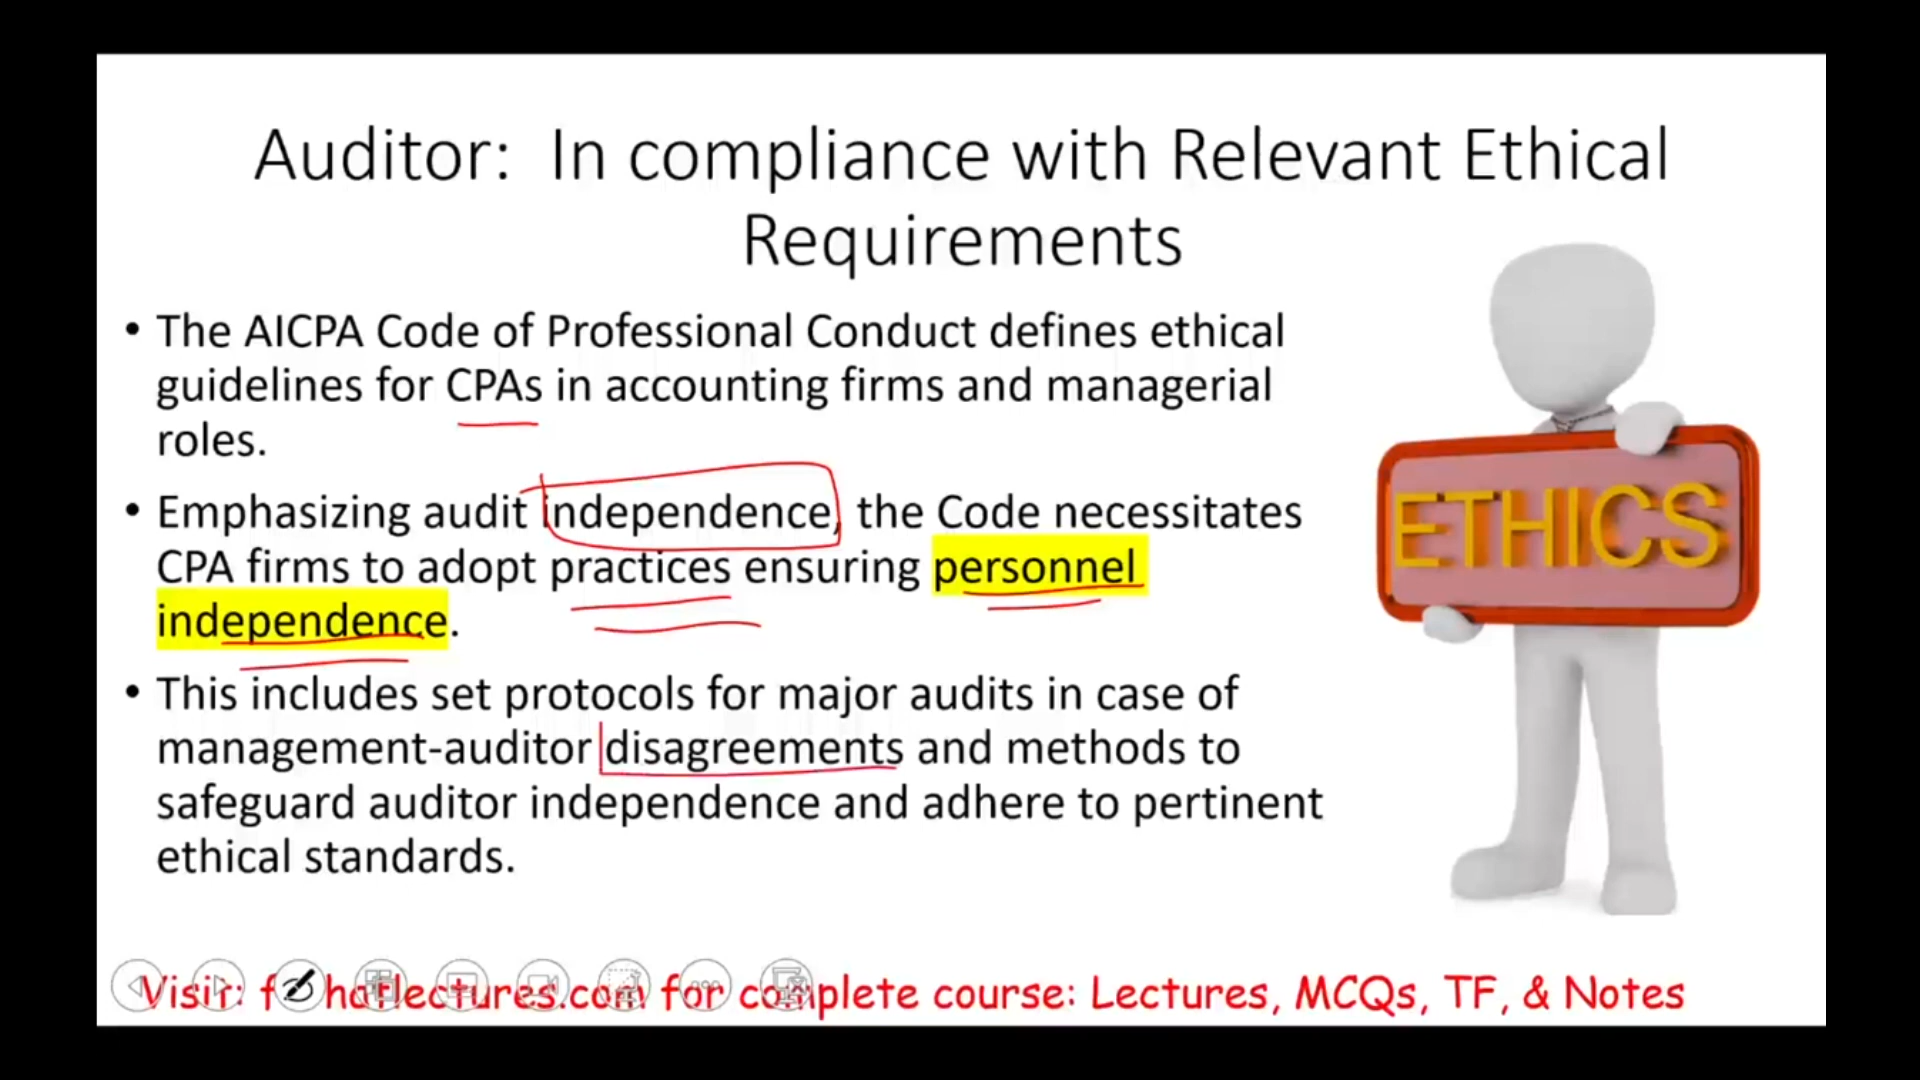 Auditor: In compliance with Relevant Ethical
Requirements
• The AICPA Code of Professional Conduct defines ethical
guidelines for CPAs in accounting firms and managerial
roles.
• Emphasizing audit independence, the Code necessitates
CPA firms to adopt practices ensuring personnel
independence.
• This includes set protocols for major audits in case of
management-auditor disagreements and methods to
safeguard auditor independence and adhere to pertinent
ethical standards.
ETHICS
for complete course: Lectures, MCQs, TF, & Notes